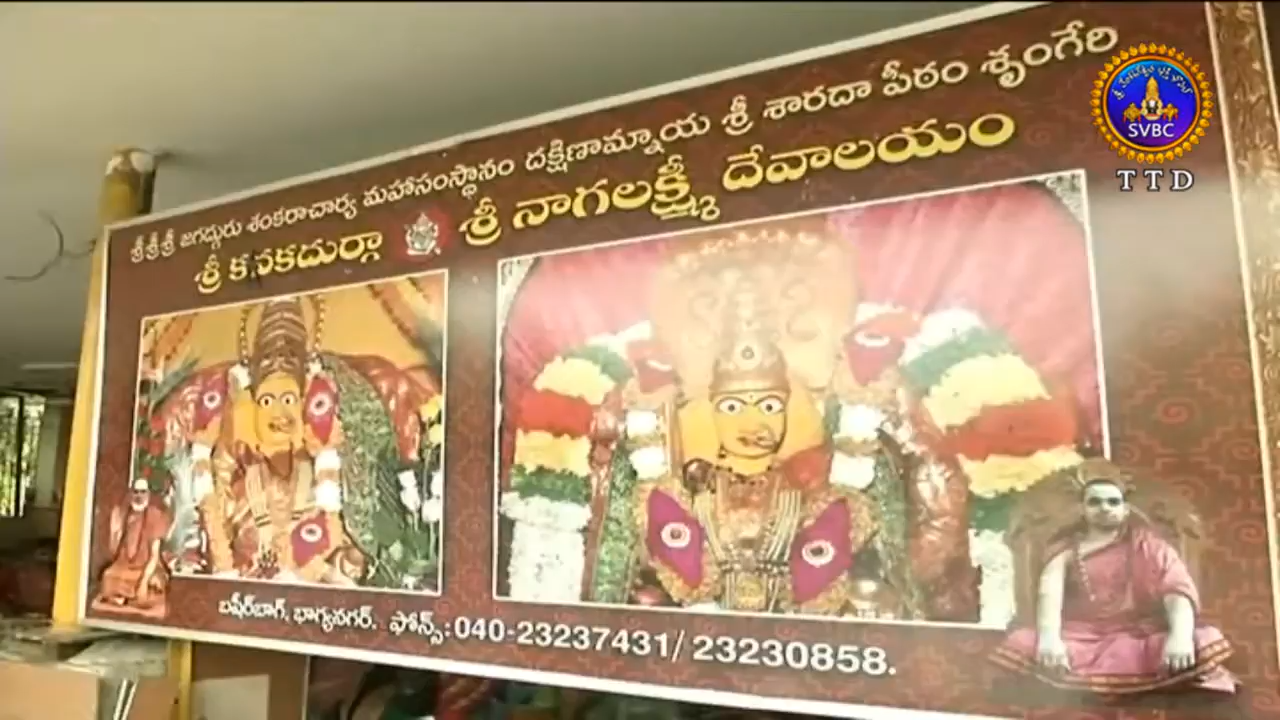 శ్రీశ్రీశ్రీ జగద్గురు శంకరాచార్య మహాసంస్థానం దక్షిణామ్నాయ శ్రీ శారదా పీఠం శృంగేరి
శ్రీ కనకదుర్గా శ్రీ నాగలక్ష్మీ దేవాలయం
బషీర్‌బాగ్, భాగ్యనగర్. ఫోన్స్:040-23237431/ 23230858.
SVBC
TTD